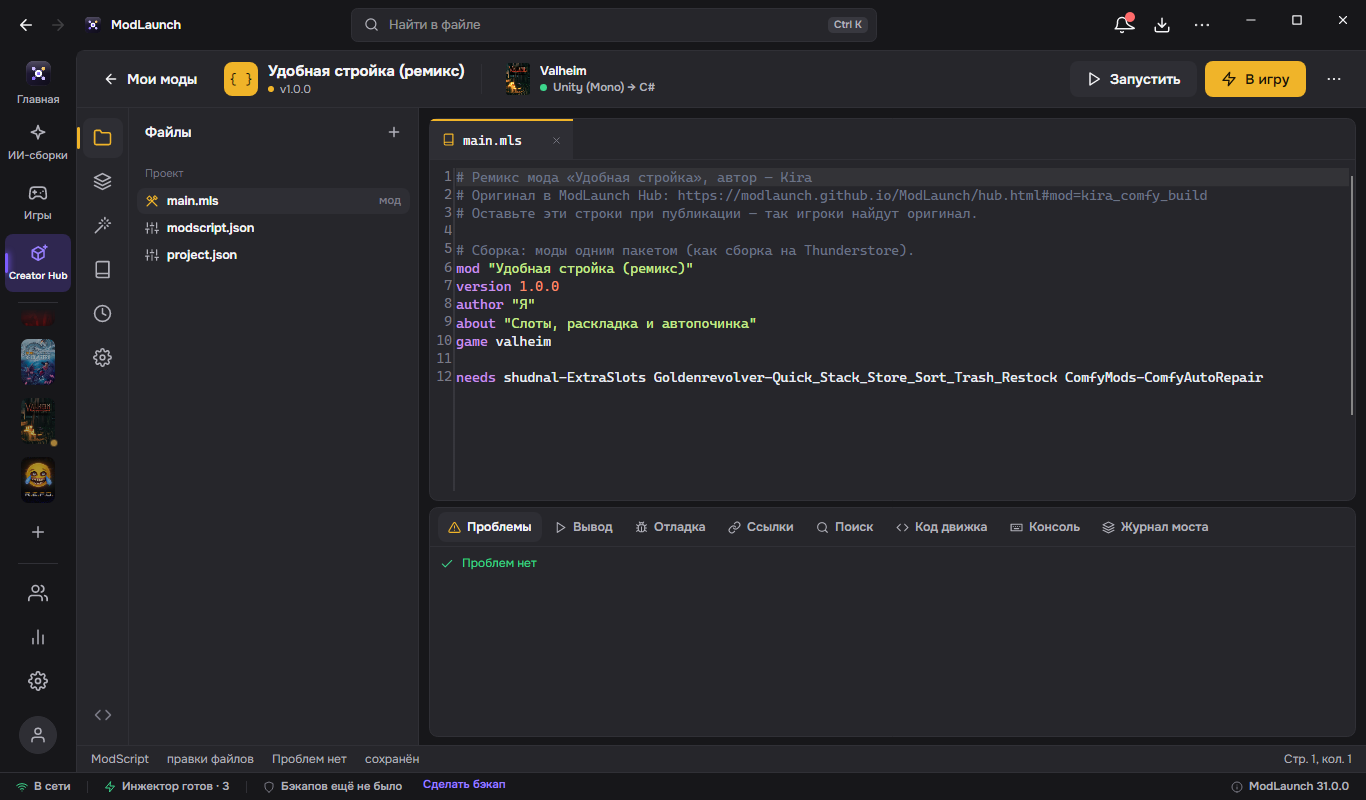 ModLaunch
Найти в файле
Ctrl K
Главная
ИИ-сборки
Игры
Creator Hub
Мои моды
{ }
Удобная стройка (ремикс)
v1.0.0
Valheim
Unity (Mono) → C#
Запустить
В игру
Файлы
Проект
main.mls мод
modscript.json
project.json
main.mls
1 # Ремикс мода «Удобная стройка», автор — Kira
2 # Оригинал в ModLaunch Hub: https://modlaunch.github.io/ModLaunch/hub.html#mod=kira_comfy_build
3 # Оставьте эти строки при публикации — так игроки найдут оригинал.
4
5 # Сборка: моды одним пакетом (как сборка на Thunderstore).
6 mod "Удобная стройка (ремикс)"
7 version 1.0.0
8 author "Я"
9 about "Слоты, раскладка и автопочинка"
10 game valheim
11
12 needs shudnal-ExtraSlots Goldenrevolver-Quick_Stack_Store_Sort_Trash_Restock ComfyMods-ComfyAutoRepair
Проблемы
Вывод
Отладка
Ссылки
Поиск
Код движка
Консоль
Журнал моста
Проблем нет
ModScript
правки файлов
Проблем нет
сохранён
Стр. 1, кол. 1
В сети
Инжектор готов · 3
Бэкапов ещё не было
Сделать бэкап
ModLaunch 31.0.0